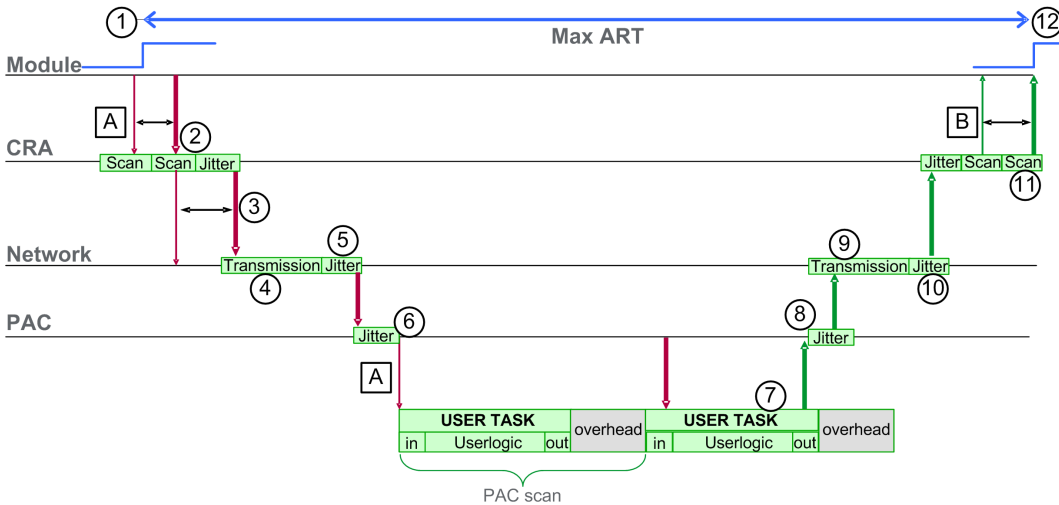 1
12
Max ART
Module
A
B
2
CRA
Scan Scan Jitter
Jitter Scan Scan
11
3
Network
5
9
Transmission Jitter
Transmission Jitter
4
10
PAC
6
8
Jitter
Jitter
A
7
USER TASK
overhead
USER TASK
overhead
in Userlogic out
in Userlogic out
PAC scan